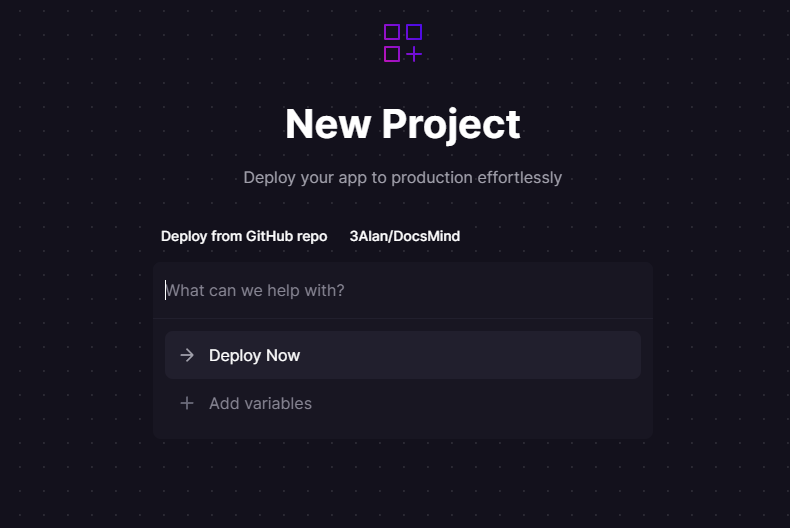 New Project
Deploy your app to production effortlessly
Deploy from GitHub repo 3Alan/DocsMind
What can we help with?
Deploy Now
Add variables